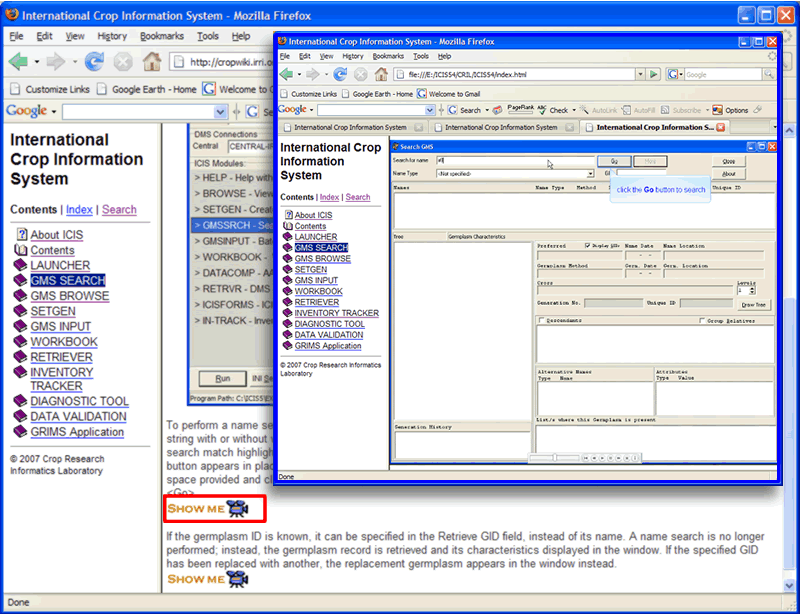 International Crop Information System - Mozilla Firefox
File Edit View History Bookmarks Tools Help
http://cropwiki.irri.o
Customize Links Google Earth - Home Welcom
Google
Search
International
Crop Information
System
Contents | Index | Search
About ICIS
Contents
LAUNCHER
GMS SEARCH
GMS BROWSE
SETGEN
GMS INPUT
WORKBOOK
RETRIEVER
INVENTORY
TRACKER
DIAGNOSTIC TOOL
DATA VALIDATION
GRIMS Application
© 2007 Crop Research
Informatics Laboratory
DMS Connections
Central CENTRAL-IR
ICIS Modules:
> HELP - Help with
> BROWSE - View
> SETGEN - Creat
> GMSSRCH - Sea
> GMSINPUT - Bat
> WORKBOOK -
> DATACOMP - AA
> RETRVR - DMS
> ICISFORMS - ICI
> IN-TRACK - Inve
Run INI Se
Program Path: C:\ICIS5\EX
To perform a name se
string with or without w
search match highligh
button appears in plac
space provided and cl
<Go>
SHOW ME
If the germplasm ID is known, it can be specified in the Retrieve GID field, instead of its name. A name search is no longer
performed; instead, the germplasm record is retrieved and its characteristics displayed in the window. If the specified GID
has been replaced with another, the replacement germplasm appears in the window instead.
SHOW ME
Done
International Crop Information System - Mozilla Firefox
File Edit View History Bookmarks Tools Help
file:///E:/ICIS54/CRIL/ICIS54/index.html
Google
Customize Links Google Earth - Home Welcome to Gmail
Google Search PageRank Check AutoLink AutoFill Subscribe Options
International Crop Information System International Crop Information System International Crop Information S...
International
Crop Information
System
Contents | Index | Search
About ICIS
Contents
LAUNCHER
GMS SEARCH
GMS BROWSE
SETGEN
GMS INPUT
WORKBOOK
RETRIEVER
INVENTORY TRACKER
DIAGNOSTIC TOOL
DATA VALIDATION
GRIMS Application
© 2007 Crop Research Informatics
Laboratory
Search GMS
Search for name Go Close
Name Type <Not specified> About
click the Go button to search
Names Name Type Method Unique ID
Tree Germplasm Characteristics
Preferred Display IDs Name Date Name Location
Germplasm Method Germ. Date Germ. Location
Cross Levels
1
Generation No. Unique ID Draw Tree
Descendants Group Relatives
Alternative Names Attributes
Type Name Type Value
List/s where this Germplasm is present
Generation History
Done